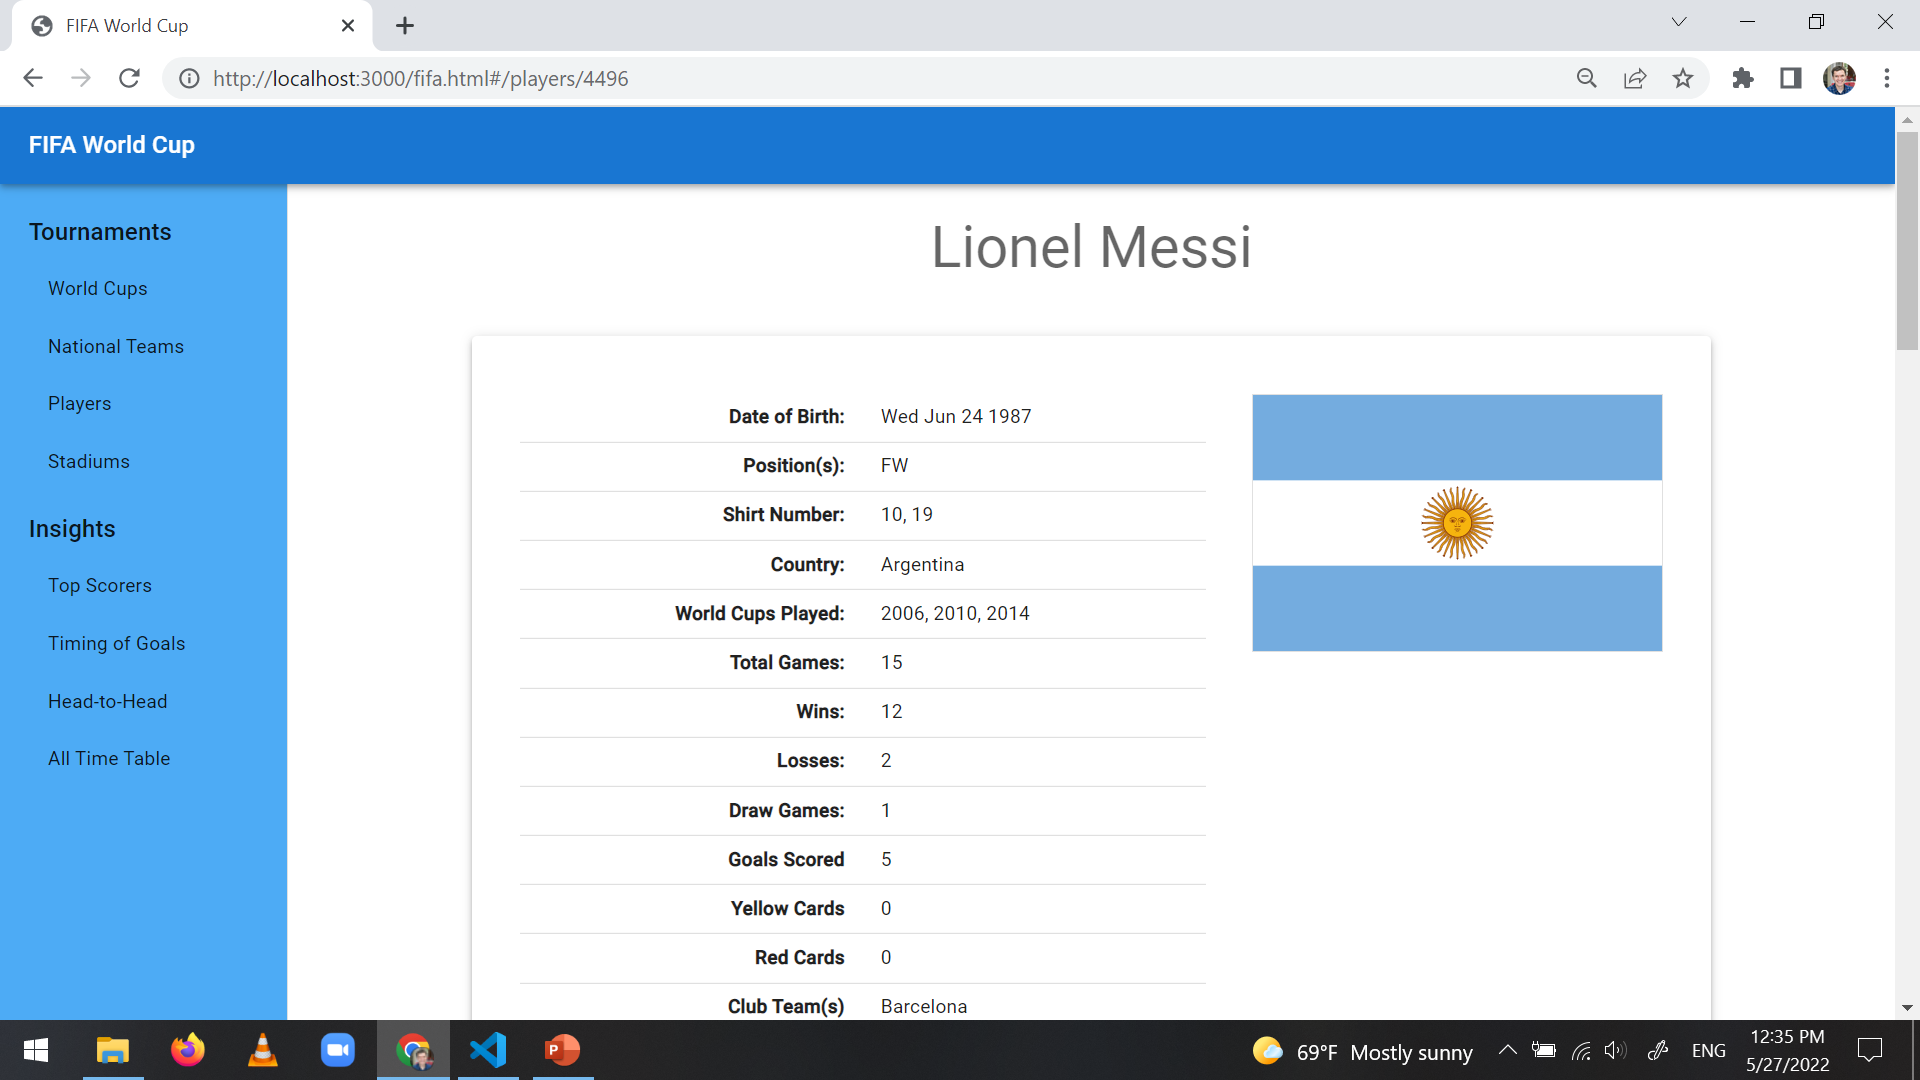 FIFA World Cup
http://localhost:3000/fifa.html#/players/4496
FIFA World Cup
Tournaments
World Cups
National Teams
Players
Stadiums
Insights
Top Scorers
Timing of Goals
Head-to-Head
All Time Table
Lionel Messi
Date of Birth: Wed Jun 24 1987
Position(s): FW
Shirt Number: 10, 19
Country: Argentina
World Cups Played: 2006, 2010, 2014
Total Games: 15
Wins: 12
Losses: 2
Draw Games: 1
Goals Scored 5
Yellow Cards 0
Red Cards 0
Club Team(s) Barcelona
P
69°F Mostly sunny
ENG
12:35 PM
5/27/2022